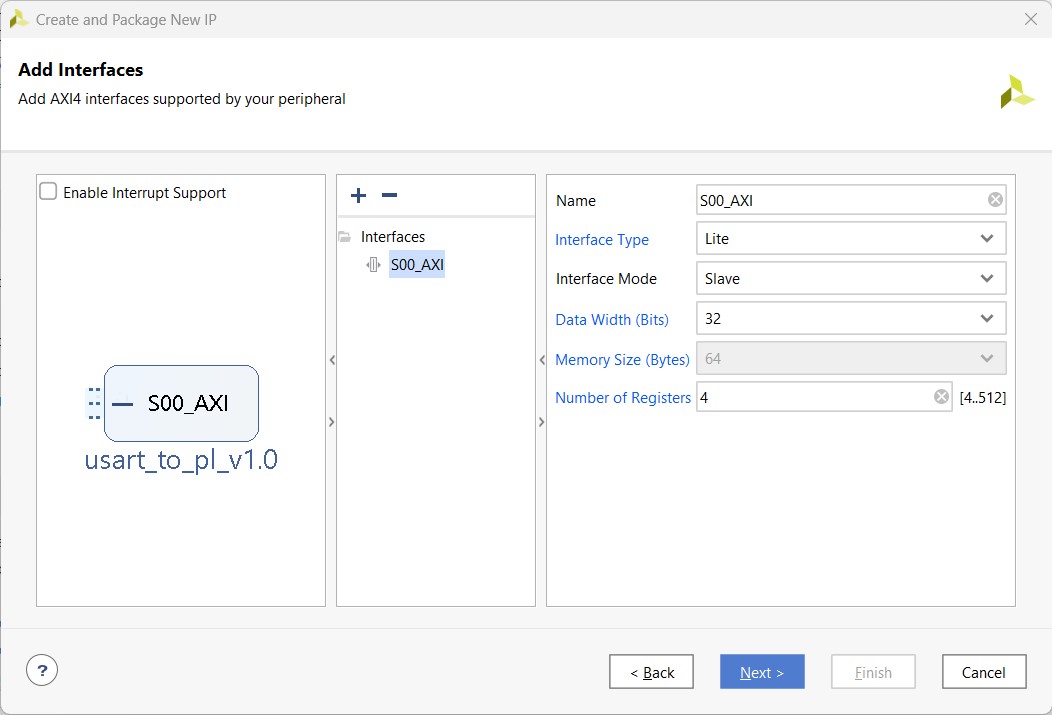 Create and Package New IP
Add Interfaces
Add AXI4 interfaces supported by your peripheral
Enable Interrupt Support
S00_AXI
usart_to_pl_v1.0
Interfaces
S00_AXI
Name S00_AXI
Interface Type Lite
Interface Mode Slave
Data Width (Bits) 32
Memory Size (Bytes) 64
Number of Registers 4 [4..512]
?
< Back
Next >
Finish
Cancel